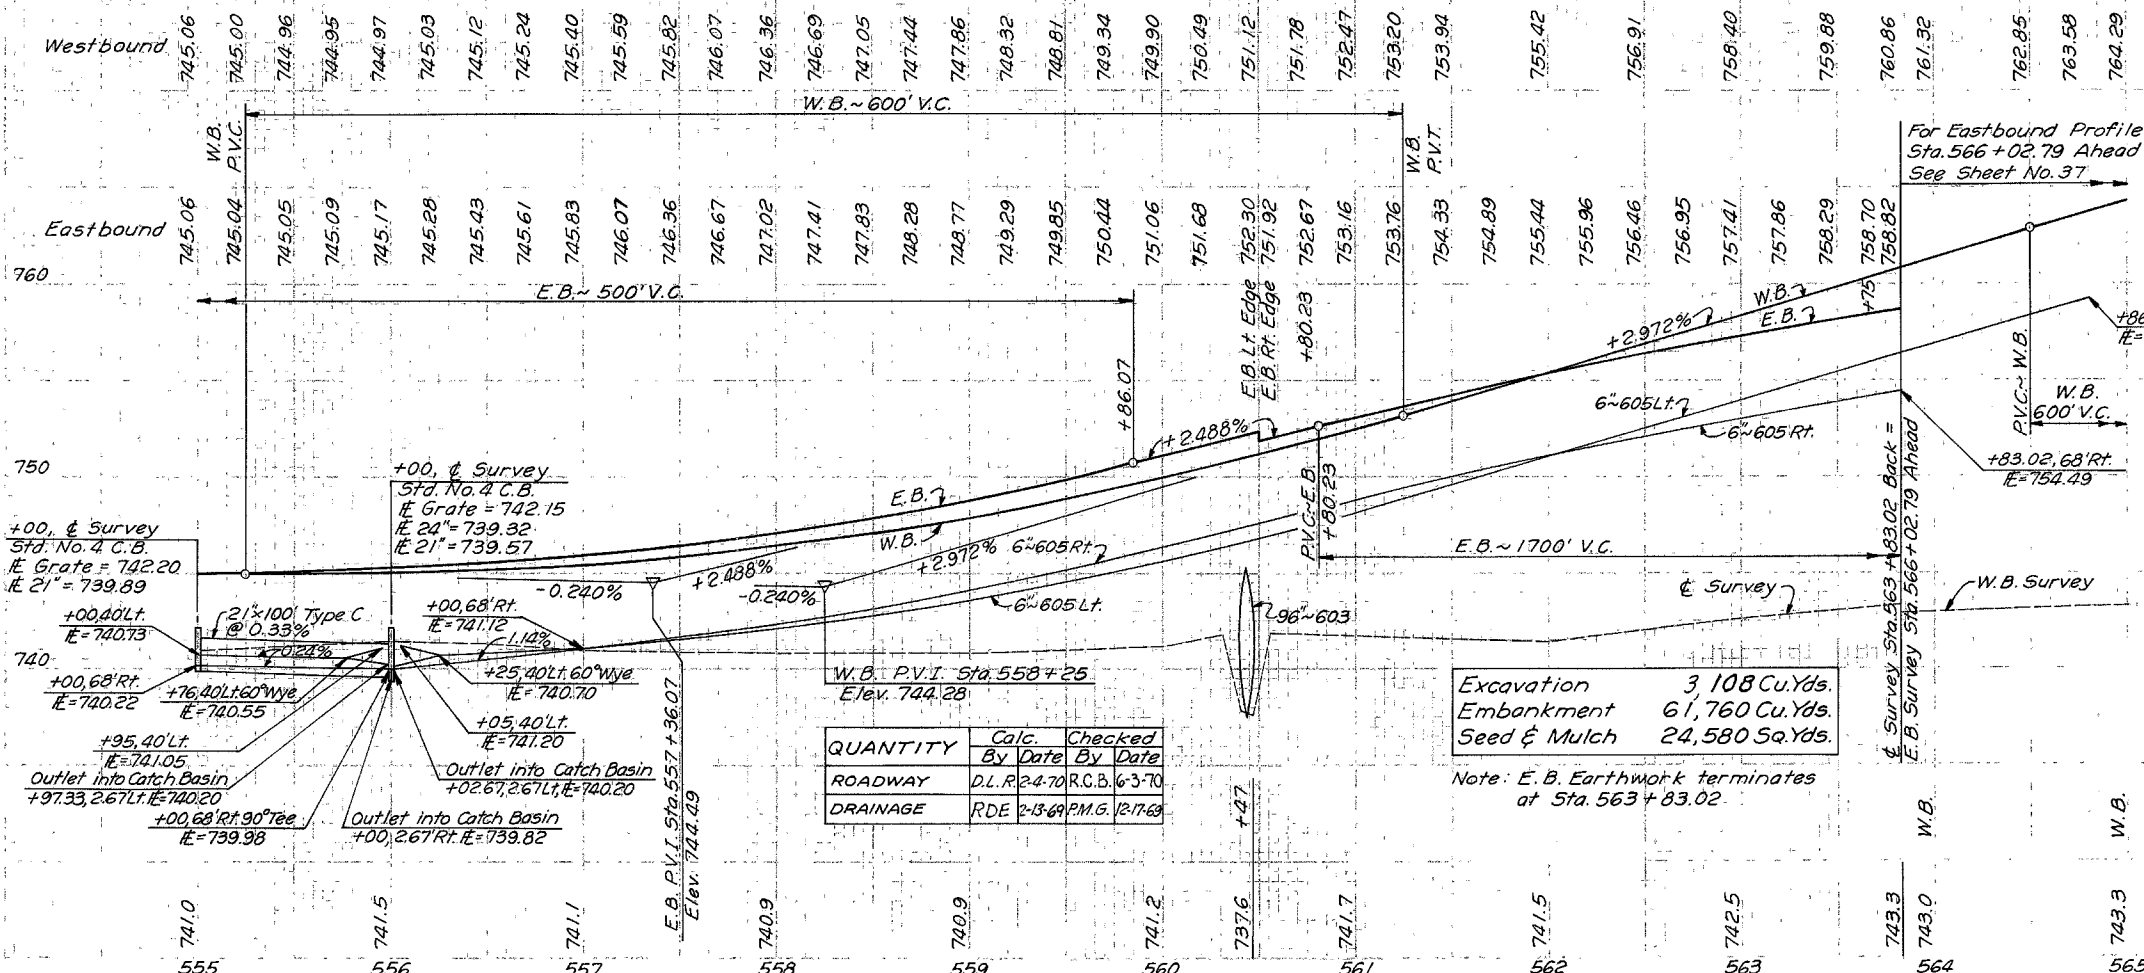 Westbound 745.06 745.00 744.96 744.95 744.97 745.03 745.12 745.24 745.40 745.59 745.82 746.07 746.36 746.69 747.05 747.44 747.86 748.32 748.81 749.34 749.90 750.49 751.12 751.78 752.47 753.20 753.94 755.42 756.91 758.40 759.88 760.86 761.32 762.85 763.58 764.29
W.B. ~ 600' V.C.
W.B.
P.V.C.
W.B.
P.V.T.
For Eastbound Profile
Sta. 566 + 02.79 Ahead
See Sheet No. 37
Eastbound 745.06 745.04 745.05 745.09 745.17 745.28 745.43 745.61 745.83 746.07 746.36 746.67 747.02 747.41 747.83 748.28 748.77 749.29 749.85 750.44 751.06 751.68 752.30 751.92 752.67 753.16 753.76 754.33 754.89 755.44 755.96 756.46 756.95 757.41 757.86 758.29 758.70 758.82
E.B. Lt. Edge
E.B. Rt. Edge
+80.23
+75
760
E.B. ~ 500' V.C.
+86.07
W.B.
E.B.
+2.972%
+86
℄=
P.V.C. ~ W.B.
W.B.
600' V.C.
6"~605 Lt.
6"~605 Rt.
+2.488%
750
+00, ℄ Survey
Std. No. 4 C.B.
℄ Grate = 742.15
℄ 24" = 739.32
℄ 21" = 739.57
E.B.
W.B.
P.V.C. ~ E.B.
+80.23
+83.02, 68' Rt.
℄=754.49
+00, ℄ Survey
Std. No. 4 C.B.
℄ Grate = 742.20
℄ 21" = 739.89
-0.240%
+2.488%
-0.240%
+2.972%
6"~605 Rt.
6"~605 Lt.
E.B. ~ 1700' V.C.
℄ Survey
W.B. Survey
96"~603
℄ Survey Sta. 563 + 83.02 Back =
E.B. Survey Sta. 566 + 02.79 Ahead
+00, 40' Lt.
℄=740.73
21"x100' Type C
@ 0.33%
0.24%
+00, 68' Rt.
℄=741.12
1.14%
740
+00, 68' Rt.
℄=740.22
+76, 40' Lt. 60° Wye
℄=740.55
+25, 40' Lt. 60° Wye
℄=740.70
W.B. P.V.I. Sta. 558 + 25
Elev. 744.28
+95, 40' Lt.
℄=741.05
+05, 40' Lt.
℄=741.20
Outlet into Catch Basin
+97.33, 2.67' Lt. ℄=740.20
Outlet into Catch Basin
+02.67, 2.67' Lt. ℄=740.20
+00, 68' Rt. 90° Tee
℄=739.98
Outlet into Catch Basin
+00, 2.67' Rt. ℄=739.82
E.B. P.V.I. Sta. 557 + 36.07
Elev. 744.49
QUANTITY Calc. Checked
By Date By Date
ROADWAY D.L.R. 2-4-70 R.C.B. 6-3-70
DRAINAGE RDE 2-13-69 P.M.G. 12-17-69
+47
Excavation 3,108 Cu.Yds.
Embankment 61,760 Cu.Yds.
Seed & Mulch 24,580 Sq.Yds.
Note: E.B. Earthwork terminates
at Sta. 563 + 83.02
W.B.
W.B.
741.0 741.5 741.1 740.9 740.9 741.2 737.6 741.7 741.5 742.5 743.3 743.0 743.3
555 556 557 558 559 560 561 562 563 564 565